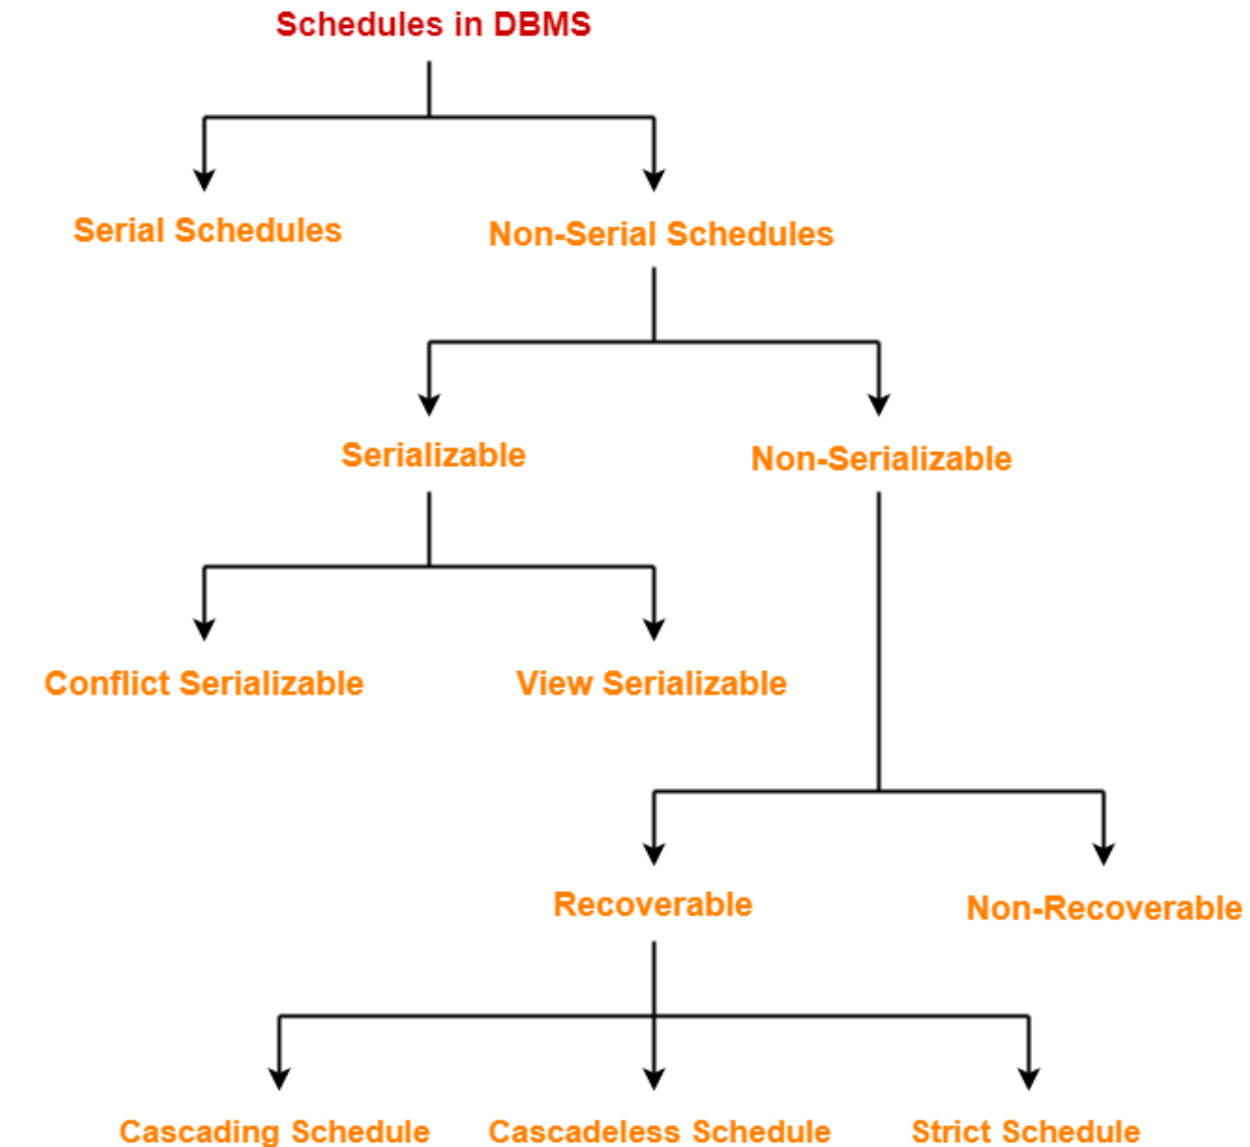 Schedules in DBMS
Serial Schedules
Non-Serial Schedules
Serializable
Non-Serializable
Conflict Serializable
View Serializable
Recoverable
Non-Recoverable
Cascading Schedule
Cascadeless Schedule
Strict Schedule